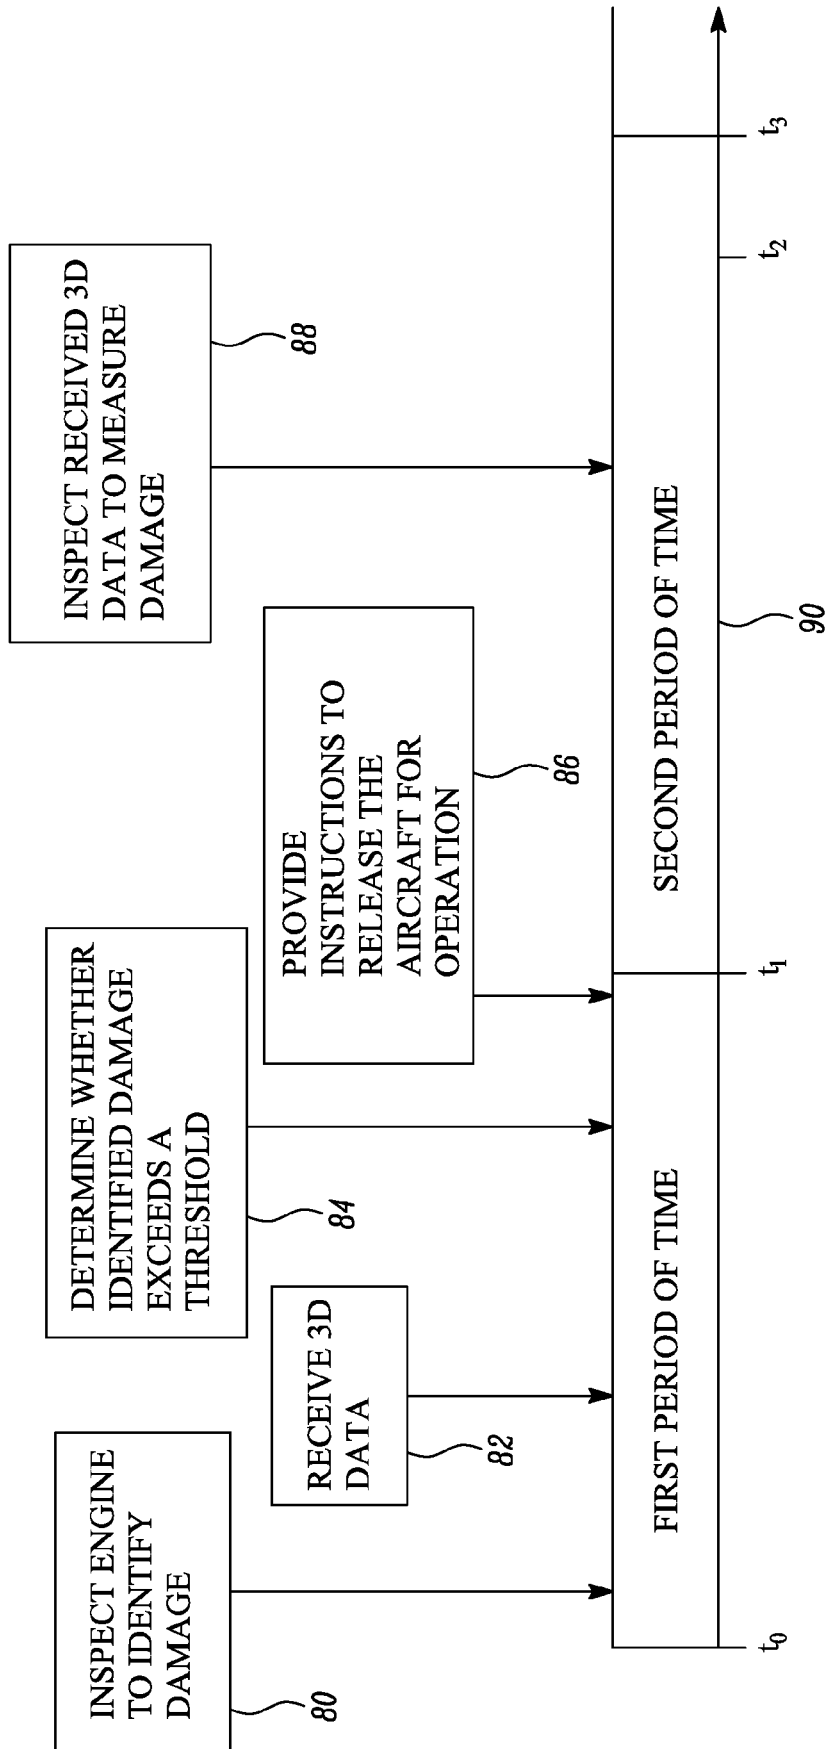 INSPECT ENGINE
TO IDENTIFY
DAMAGE
80
RECEIVE 3D
DATA
82
DETERMINE WHETHER
IDENTIFIED DAMAGE
EXCEEDS A
THRESHOLD
84
PROVIDE
INSTRUCTIONS TO
RELEASE THE
AIRCRAFT FOR
OPERATION
86
INSPECT RECEIVED 3D
DATA TO MEASURE
DAMAGE
88
FIRST PERIOD OF TIME
SECOND PERIOD OF TIME
t0
t1
t2
t3
90